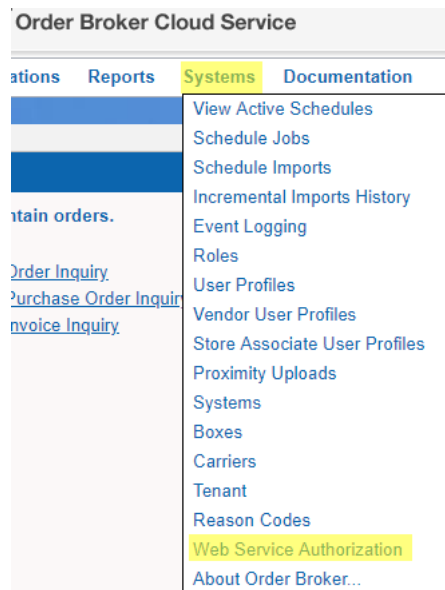 Order Broker Cloud Service
ations Reports Systems Documentation
View Active Schedules
Schedule Jobs
Schedule Imports
Incremental Imports History
ntain orders.
Event Logging
Roles
Order Inquiry
User Profiles
Purchase Order Inquir
Vendor User Profiles
nvoice Inquiry
Store Associate User Profiles
Proximity Uploads
Systems
Boxes
Carriers
Tenant
Reason Codes
Web Service Authorization
About Order Broker...